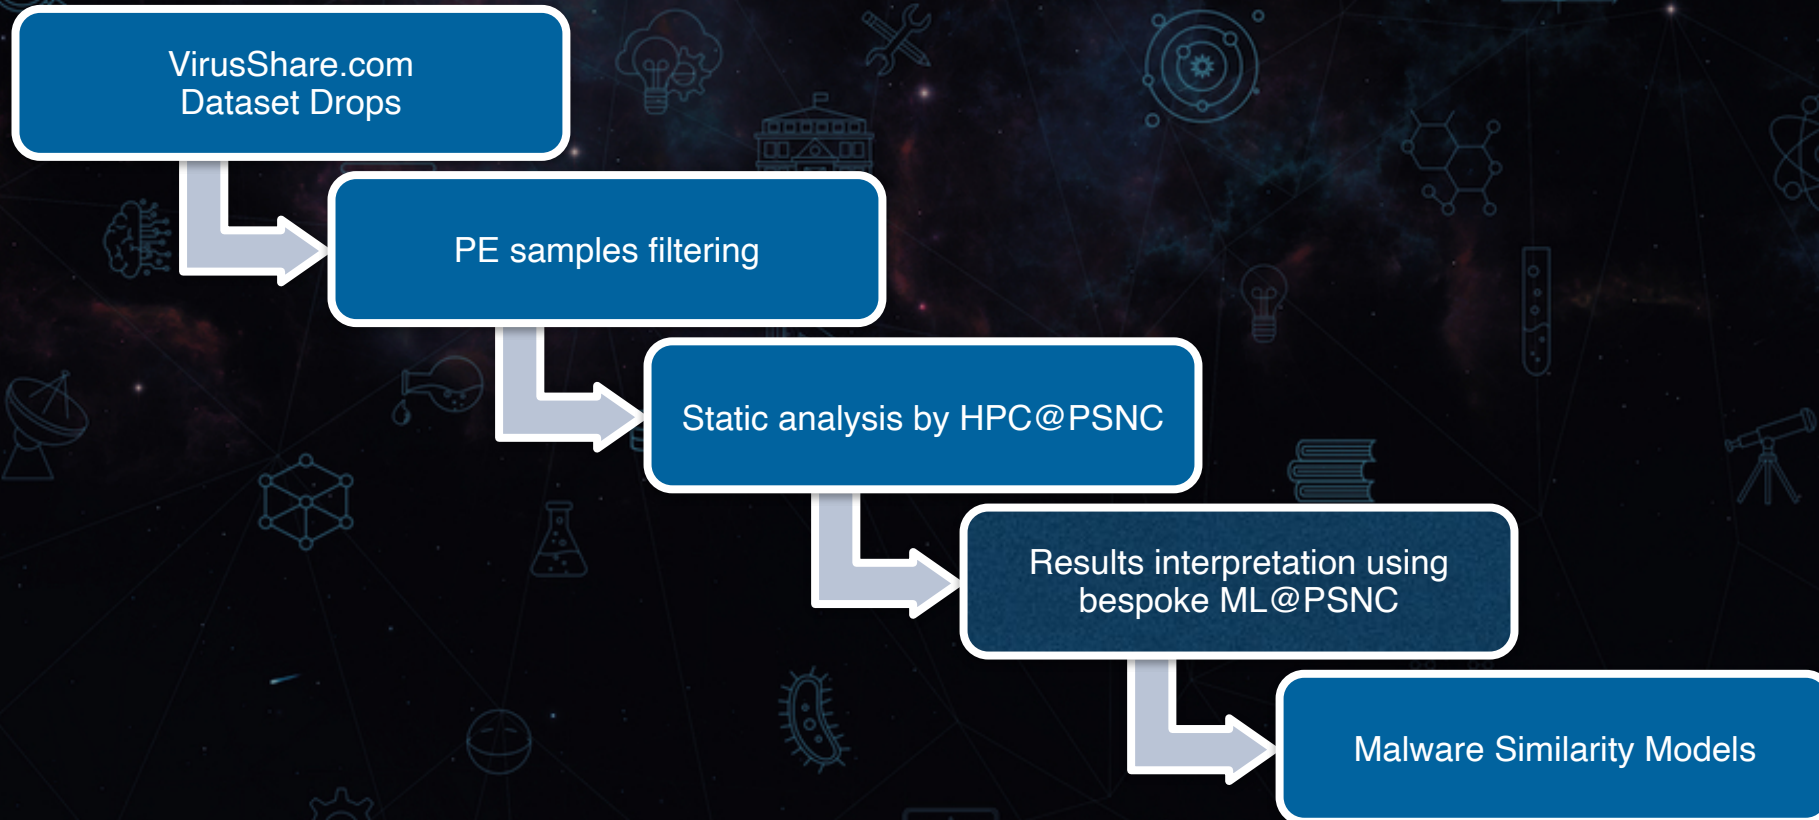 VirusShare.com
Dataset Drops
PE samples filtering
Static analysis by HPC@PSNC
Results interpretation using
bespoke ML@PSNC
Malware Similarity Models